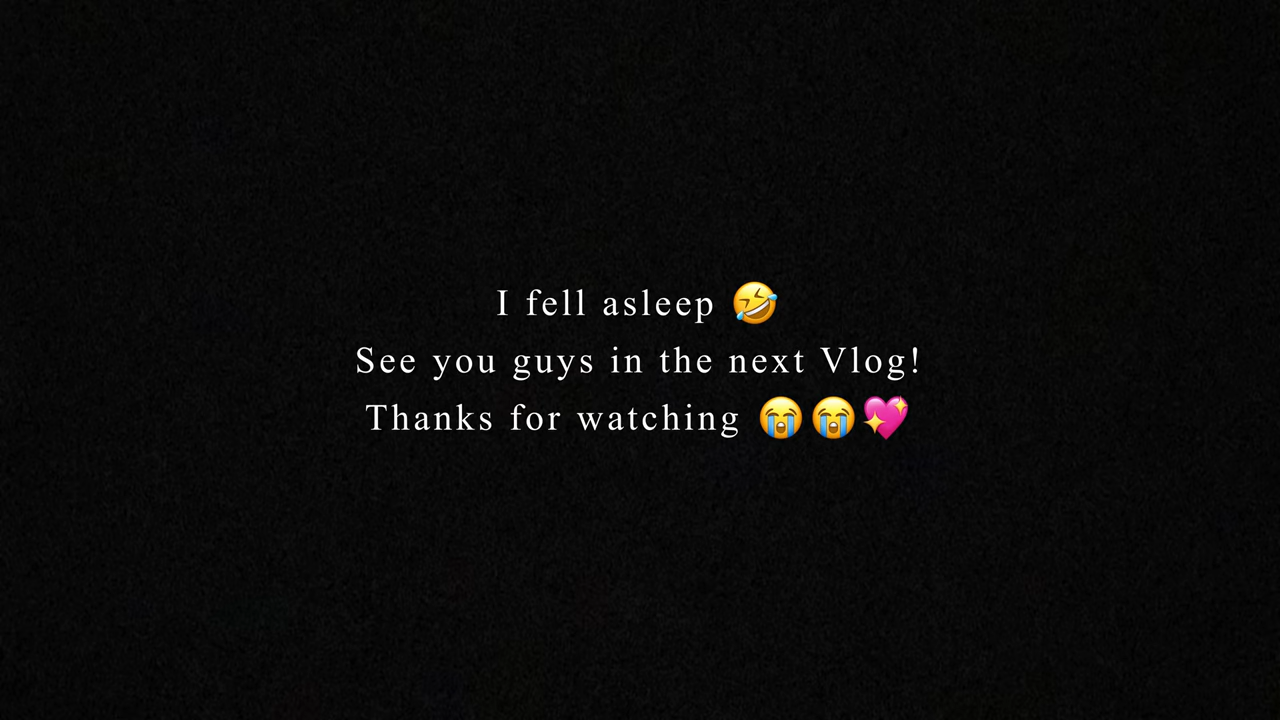 I fell asleep 🤣
See you guys in the next Vlog!
Thanks for watching 😭😭💖